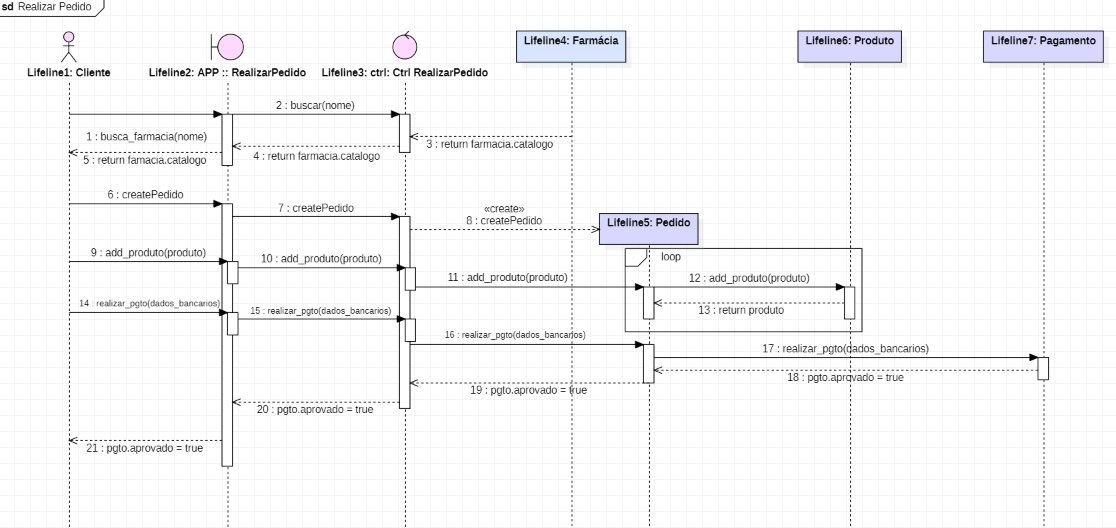 sd Realizar Pedido
Lifeline4: Farmácia
Lifeline6: Produto
Lifeline7: Pagamento
Lifeline1: Cliente
Lifeline2: APP :: RealizarPedido
Lifeline3: ctrl: Ctrl RealizarPedido
2 : buscar(nome)
1 : busca_farmacia(nome)
3 : return farmacia.catalogo
4 : return farmacia.catalogo
5 : return famacia.catalogo
6 : createPedido
7 : createPedido
«create»
8 : createPedido
Lifeline5: Pedido
loop
9 : add_produto(produto)
10 : add_produto(produto)
11 : add_produto(produto)
12 : add_produto(produto)
13 : return produto
14 : realizar_pgto(dados_bancarios)
15 : realizar_pgto(dados_bancarios)
16 : realizar_pgto(dados_bancarios)
17 : realizar_pgto(dados_bancarios)
18 : pgto.aprovado = true
19 : pgto.aprovado = true
20 : pgto.aprovado = true
21 : pgto.aprovado = true